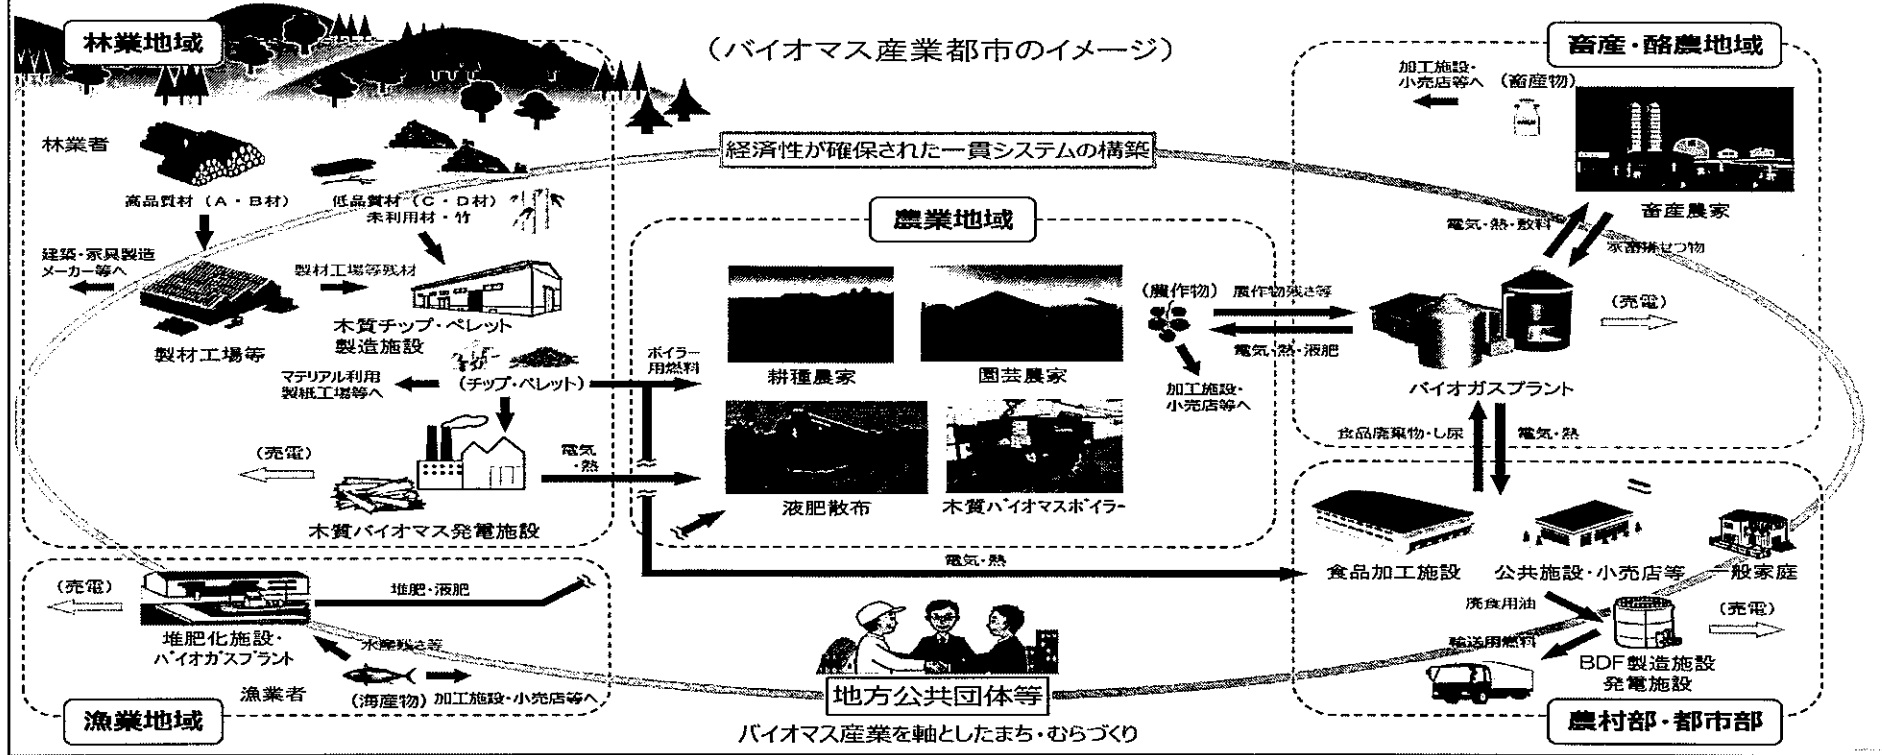 (バイオマス産業都市のイメージ)
林業地域
林業者
高品質材(A・B材)
低品質材(C・D材)
未利用材・竹
建築・家具製造
メーカー等へ
製材工場等残材
製材工場等
木質チップ・ペレット
製造施設
マテリアル利用
製紙工場等へ
(チップ・ペレット)
ボイラー
用燃料
(売電)
電気
・熱
木質バイオマス発電施設
経済性が確保された一貫システムの構築
農業地域
耕種農家
園芸農家
液肥散布
木質バイオマスボイラー
(農作物)
農作物残さ等
電気・熱・液肥
加工施設・
小売店等へ
畜産・酪農地域
加工施設・
小売店等へ
(畜産物)
畜産農家
電気・熱・敷料
家畜排せつ物
(売電)
バイオガスプラント
食品廃棄物・し尿
電気・熱
電気・熱
食品加工施設
公共施設・小売店等
一般家庭
廃食用油
(売電)
輸送用燃料
BDF製造施設
発電施設
農村部・都市部
(売電)
堆肥・液肥
堆肥化施設・
バイオガスプラント
水産残さ等
漁業者
(海産物)
加工施設・小売店等へ
漁業地域
地方公共団体等
バイオマス産業を軸としたまち・むらづくり